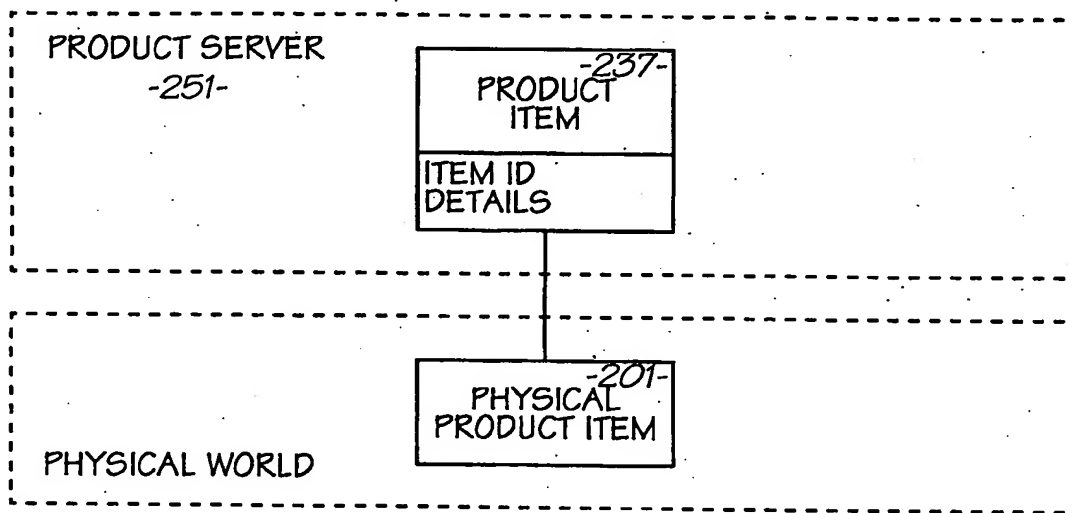 PRODUCT SERVER
-251-
-237-
PRODUCT
ITEM
ITEM ID
DETAILS
-201-
PHYSICAL
PRODUCT ITEM
PHYSICAL WORLD